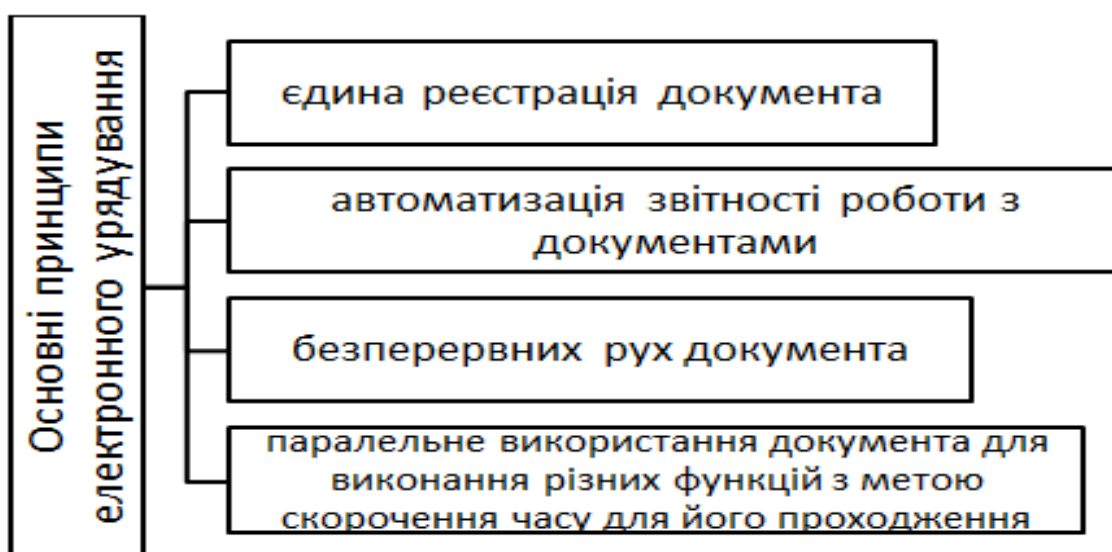 Основні принципи
електронного урядування
єдина реєстрація документа
автоматизація звітності роботи з
документами
безперервних рух документа
паралельне використання документа для
виконання різних функцій з метою
скорочення часу для його проходження